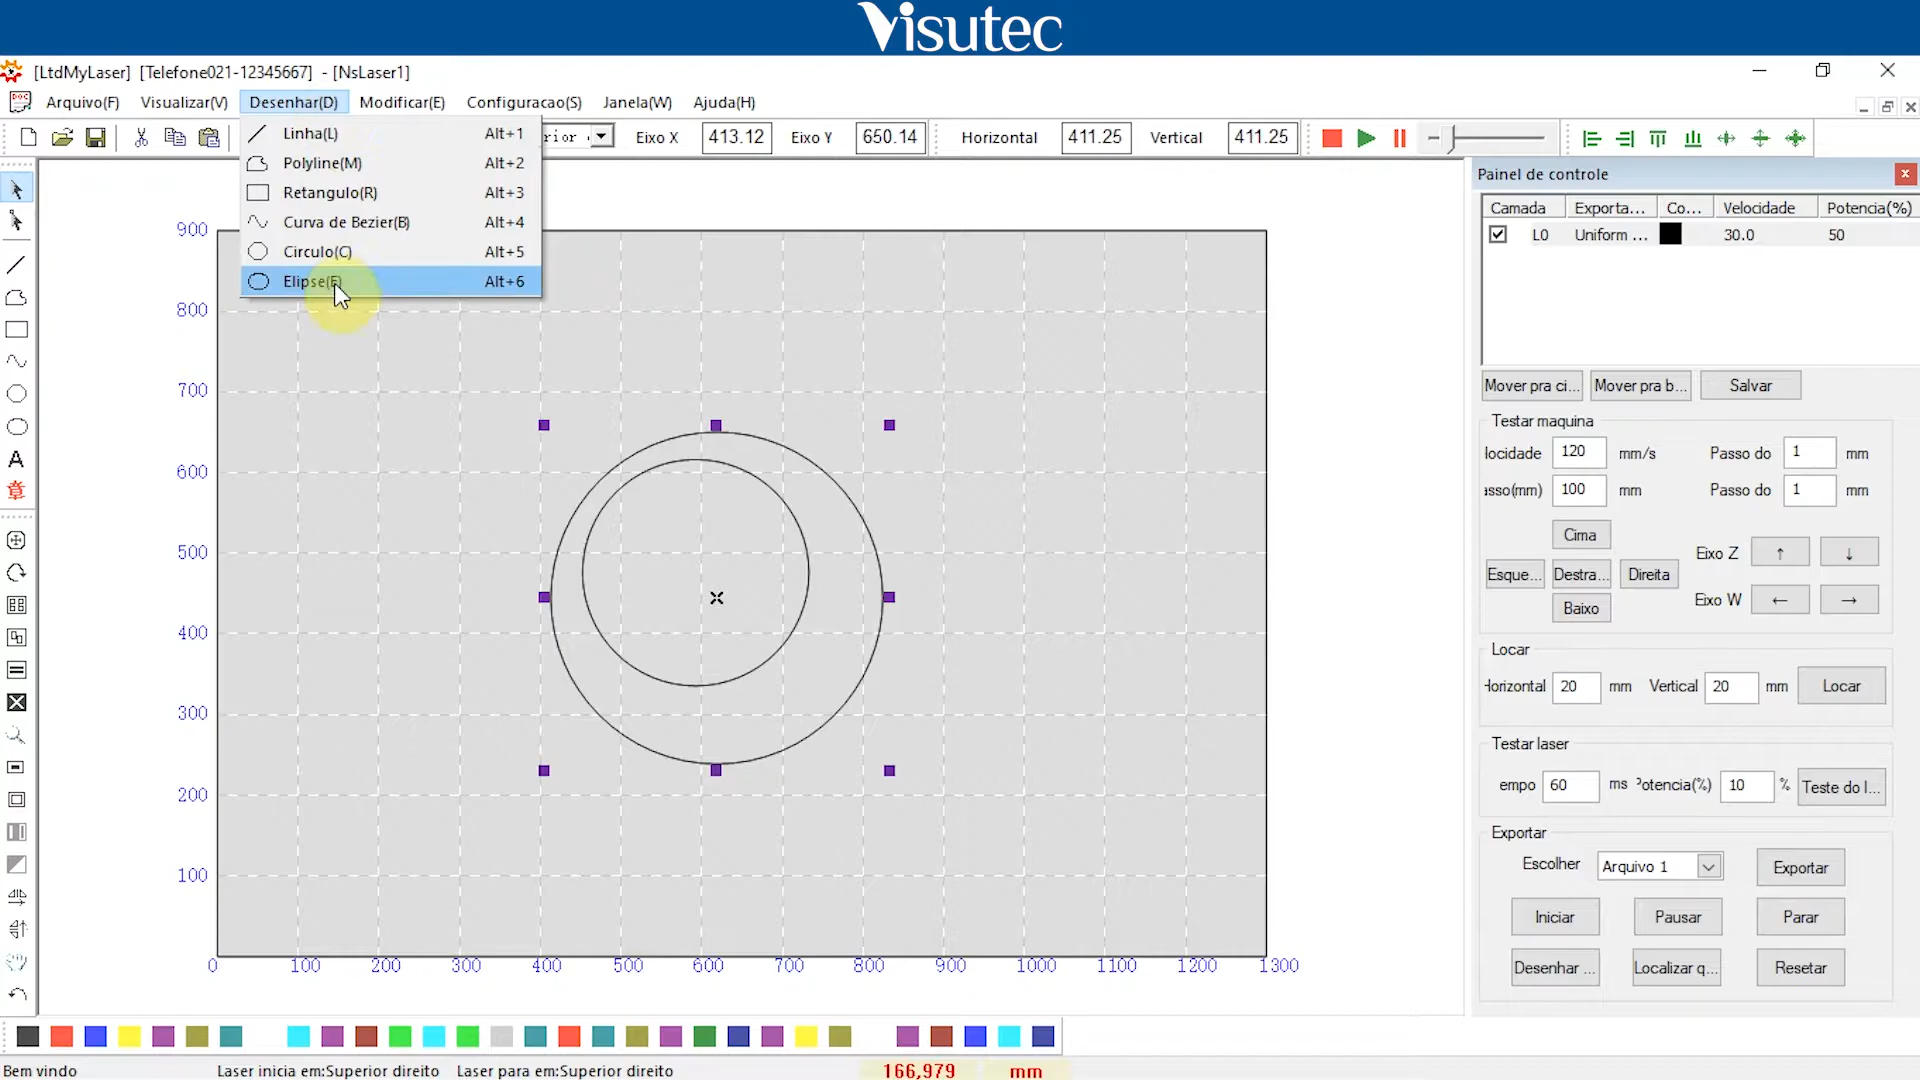 Visutec
[LtdMyLaser] [Telefone021-12345667] - [NsLaser1]
Arquivo(F) Visualizar(V) Desenhar(D) Modificar(E) Configuracao(S) Janela(W) Ajuda(H)
Linha(L) Alt+1
Polyline(M) Alt+2
Retangulo(R) Alt+3
Curva de Bezier(B) Alt+4
Circulo(C) Alt+5
Elipse(E) Alt+6
Eixo X 413.12 Eixo Y 650.14 Horizontal 411.25 Vertical 411.25
A
章
900
800
700
600
500
400
300
200
100
0 100 200 300 400 500 600 700 800 900 1000 1100 1200 1300
Painel de controle
Camada Exporta... Co... Velocidade Potencia(%)
L0 Uniform ... 30.0 50
Mover pra ci... Mover pra b... Salvar
Testar maquina
locidade 120 mm/s Passo do 1 mm
asso(mm) 100 mm Passo do 1 mm
Cima
Esque... Destra... Direita
Baixo
Eixo Z ↑ ↓
Eixo W ← →
Locar
Horizontal 20 mm Vertical 20 mm Locar
Testar laser
empo 60 ms Potencia(%) 10 % Teste do l...
Exportar
Escolher Arquivo 1 Exportar
Iniciar Pausar Parar
Desenhar ... Localizar q... Resetar
Bem vindo Laser inicia em:Superior direito Laser para em:Superior direito 166,979 mm